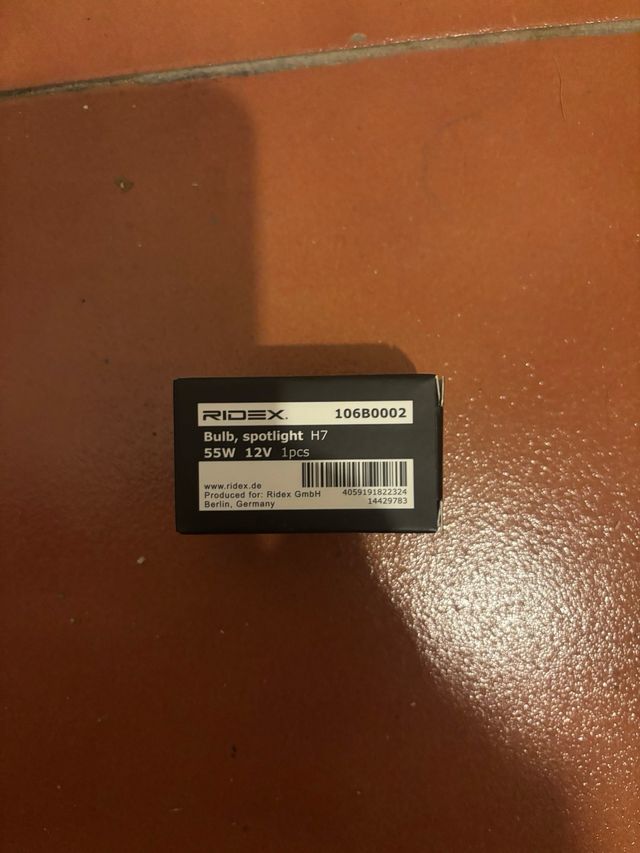 RIDEX. 106B0002
Bulb, spotlight H7
55W 12V 1pcs
www.ridex.de
Produced for: Ridex GmbH 4059191822324
Berlin, Germany 14429783